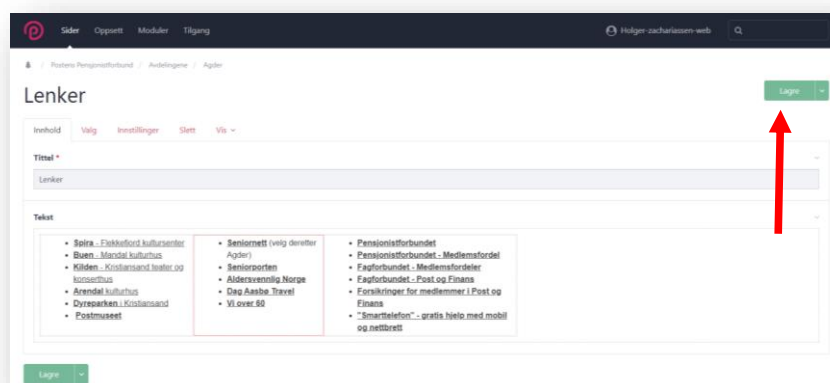 Sider Oppsett Moduler Tilgang Holger-zachariassen-web
/ Postens Pensjonistforbund / Avdelingene / Agder
Lenker
Lagre
Innhold Valg Innstillinger Slett Vis
Tittel *
Lenker
Tekst
Spira - Flekkefjord kultursenter
Buen - Mandal kulturhus
Kilden - Kristiansand teater og
konserthus
Arendal kulturhus
Dyreparken i Kristiansand
Postmuseet
Seniornett (velg deretter
Agder)
Seniorporten
Aldersvennlig Norge
Dag Aasbø Travel
Vi over 60
Pensjonistforbundet
Pensjonistforbundet - Medlemsfordel
Fagforbundet - Medlemsfordeler
Fagforbundet - Post og Finans
Forsikringer for medlemmer i Post og
Finans
"Smarttelefon" - gratis hjelp med mobil
og nettbrett
Lagre